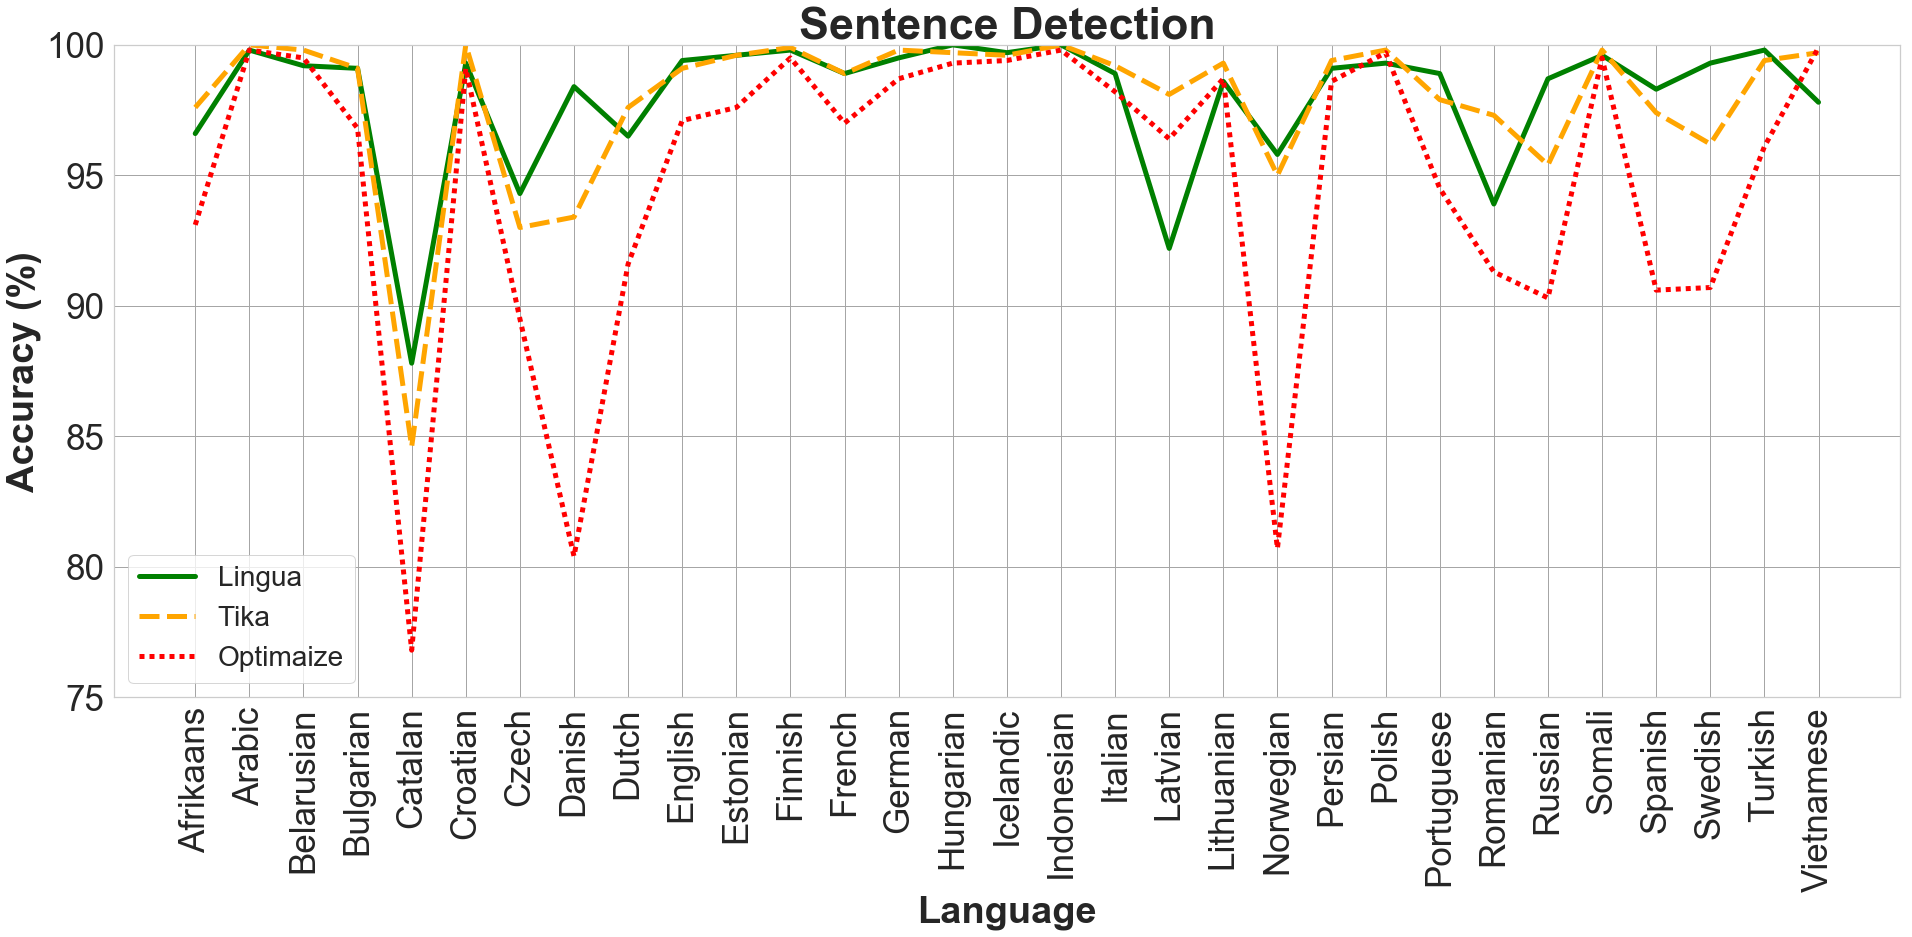 Sentence Detection
100
95
90
85
80
75
Accuracy (%)
Lingua
Tika
Optimaize
Afrikaans
Arabic
Belarusian
Bulgarian
Catalan
Croatian
Czech
Danish
Dutch
English
Estonian
Finnish
French
German
Hungarian
Icelandic
Indonesian
Italian
Latvian
Lithuanian
Norwegian
Persian
Polish
Portuguese
Romanian
Russian
Somali
Spanish
Swedish
Turkish
Vietnamese
Language